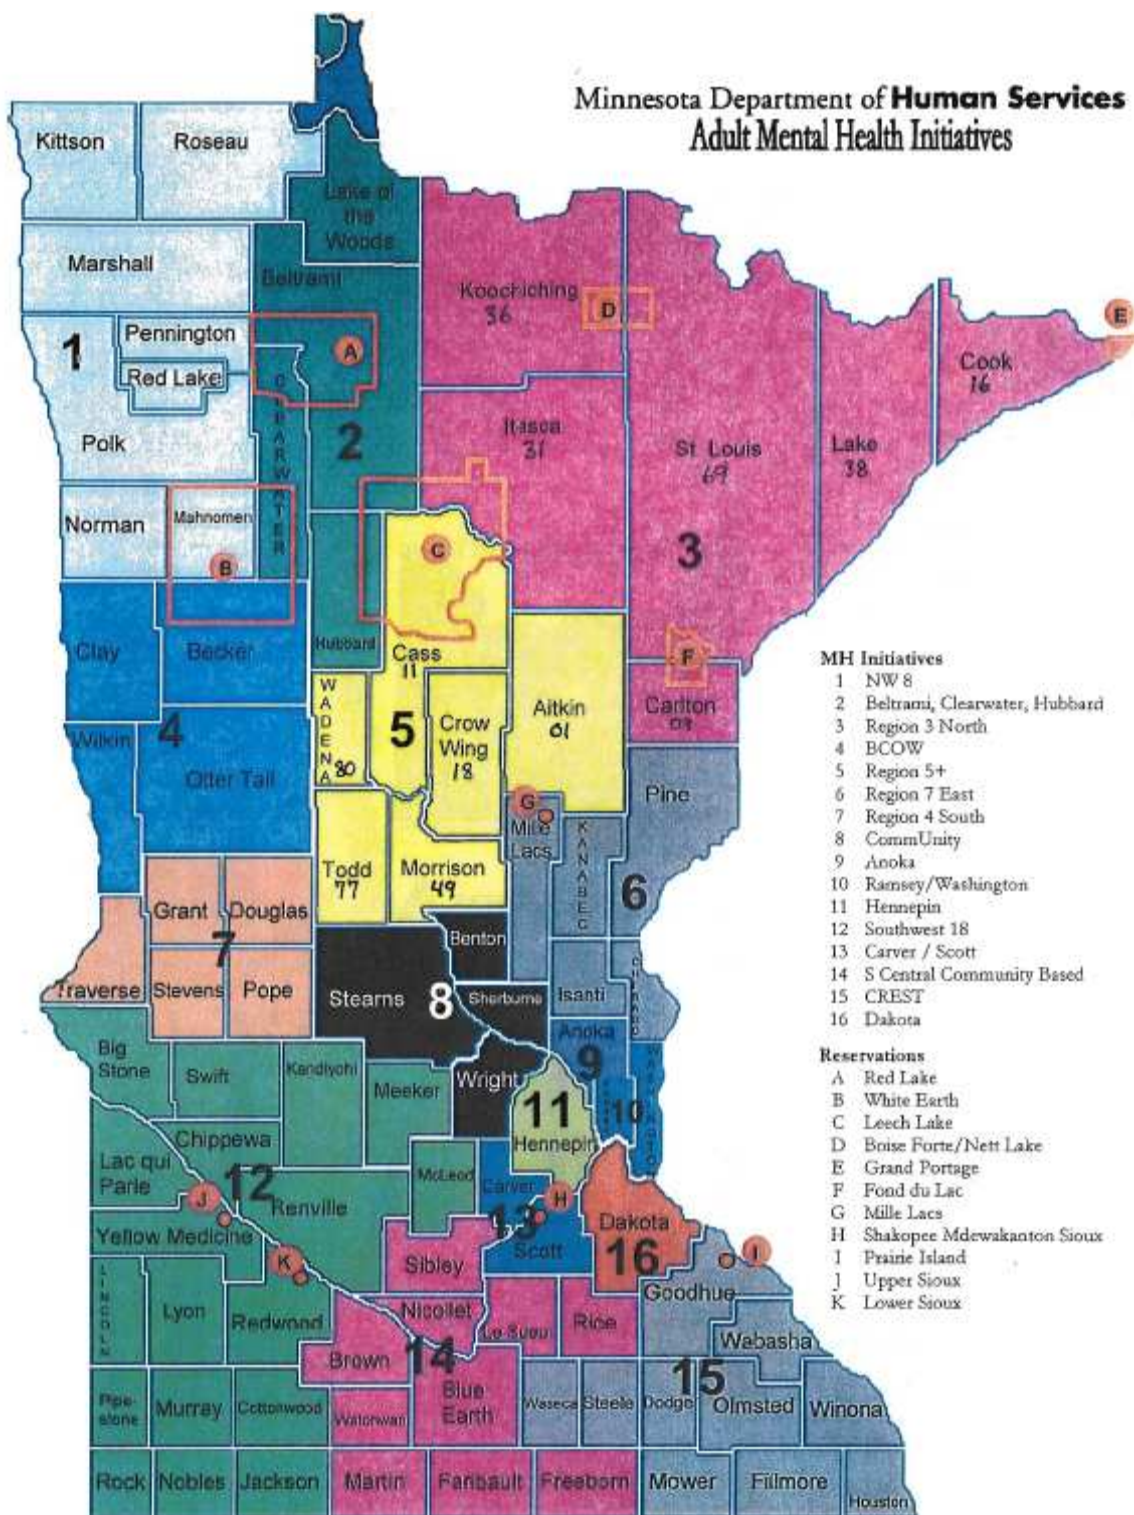 Minnesota Department of Human Services
Adult Mental Health Initiatives
Kittson
Roseau
Lake of
the
Woods
Marshall
Beltrami
Koochiching
36
D
E
Pennington
1
A
Red Lake
CLEARWATER
Cook
16
Polk
2
Itasca
31
St. Louis
69
Lake
38
Norman
Mahnomen
B
C
3
Clay
Becker
Hubbard
Cass
11
F
WADENA
80
Aitkin
01
Carlton
09
Wilkin
4
5
Crow
Wing
18
Otter Tail
G
Mille
Lacs
KANABEC
Pine
Todd
77
Morrison
49
6
Grant
Douglas
7
Benton
Traverse
Stevens
Pope
Stearns
8
Sherburne
Isanti
Big
Stone
Swift
Kandiyohi
Meeker
Wright
Anoka
9
10
WASHINGTON
11
Hennepin
Chippewa
Lac qui
Parle
12
Renville
McLeod
Carver
H
13
Scott
Dakota
16
J
Yellow Medicine
K
Sibley
I
Goodhue
LINCOLN
Lyon
Redwood
Nicollet
Le Sueur
Rice
Wabasha
Brown
14
15
Pipe-
stone
Murray
Cottonwood
Watonwan
Blue
Earth
Waseca
Steele
Dodge
Olmsted
Winona
Rock
Nobles
Jackson
Martin
Faribault
Freeborn
Mower
Fillmore
Houston
MH Initiatives
1 NW 8
2 Beltrami, Clearwater, Hubbard
3 Region 3 North
4 BCOW
5 Region 5+
6 Region 7 East
7 Region 4 South
8 CommUnity
9 Anoka
10 Ramsey/Washington
11 Hennepin
12 Southwest 18
13 Carver / Scott
14 S Central Community Based
15 CREST
16 Dakota
Reservations
A Red Lake
B White Earth
C Leech Lake
D Boise Forte/Nett Lake
E Grand Portage
F Fond du Lac
G Mille Lacs
H Shakopee Mdewakanton Sioux
I Prairie Island
J Upper Sioux
K Lower Sioux